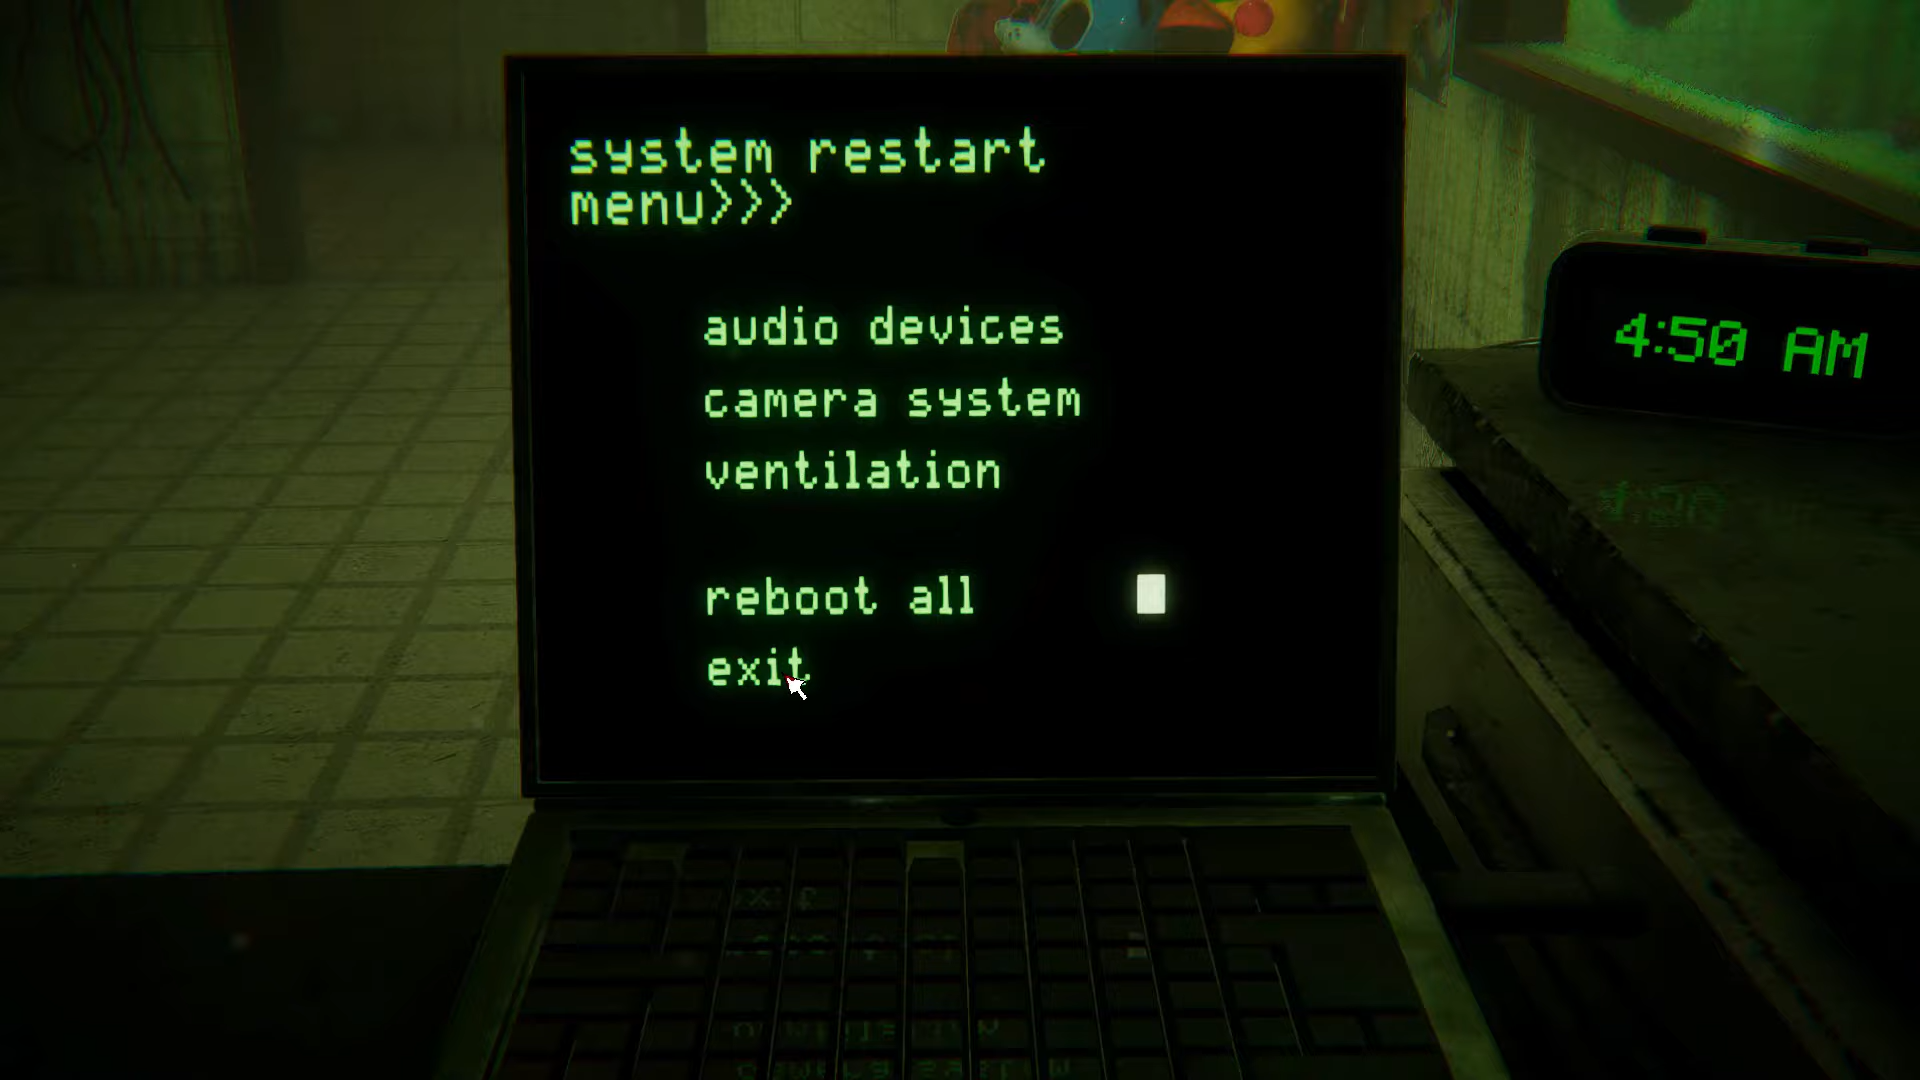 system restart
menu>>>
audio devices
camera system
ventilation
reboot all
exit
4:50 AM